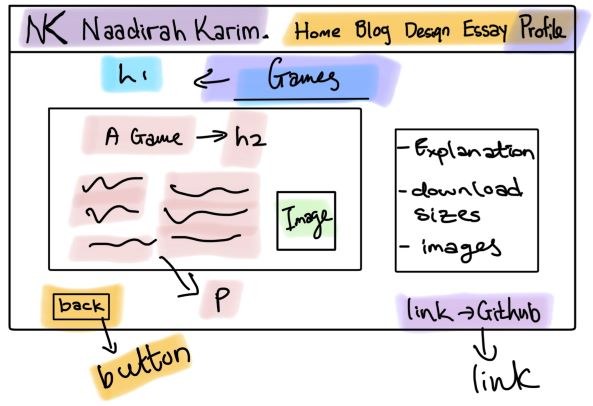 NK Naadirah Karim. Home Blog Design Essay Profile
h1 ← Games
A Game → h2
Image
P
- Explanation
- download
sizes
- images
back
link → Github
button
link